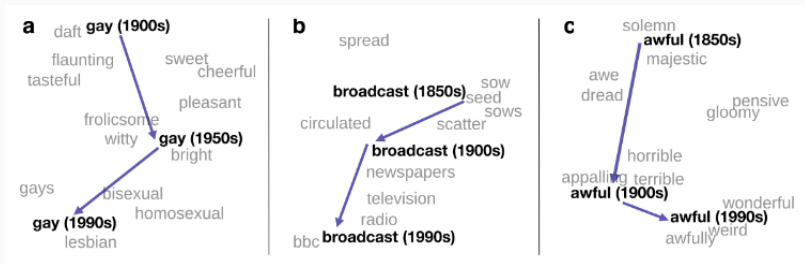 a
daft gay (1900s)
flaunting sweet
tasteful cheerful
pleasant
frolicsome
witty gay (1950s)
bright
gays bisexual
homosexual
gay (1990s)
lesbian
b
spread
broadcast (1850s) sow
seed
sows
circulated scatter
broadcast (1900s)
newspapers
television
radio
bbc broadcast (1990s)
c
solemn
awful (1850s)
majestic
awe
dread pensive
gloomy
horrible
appalling terrible
awful (1900s)
wonderful
awful (1990s)
weird
awfully